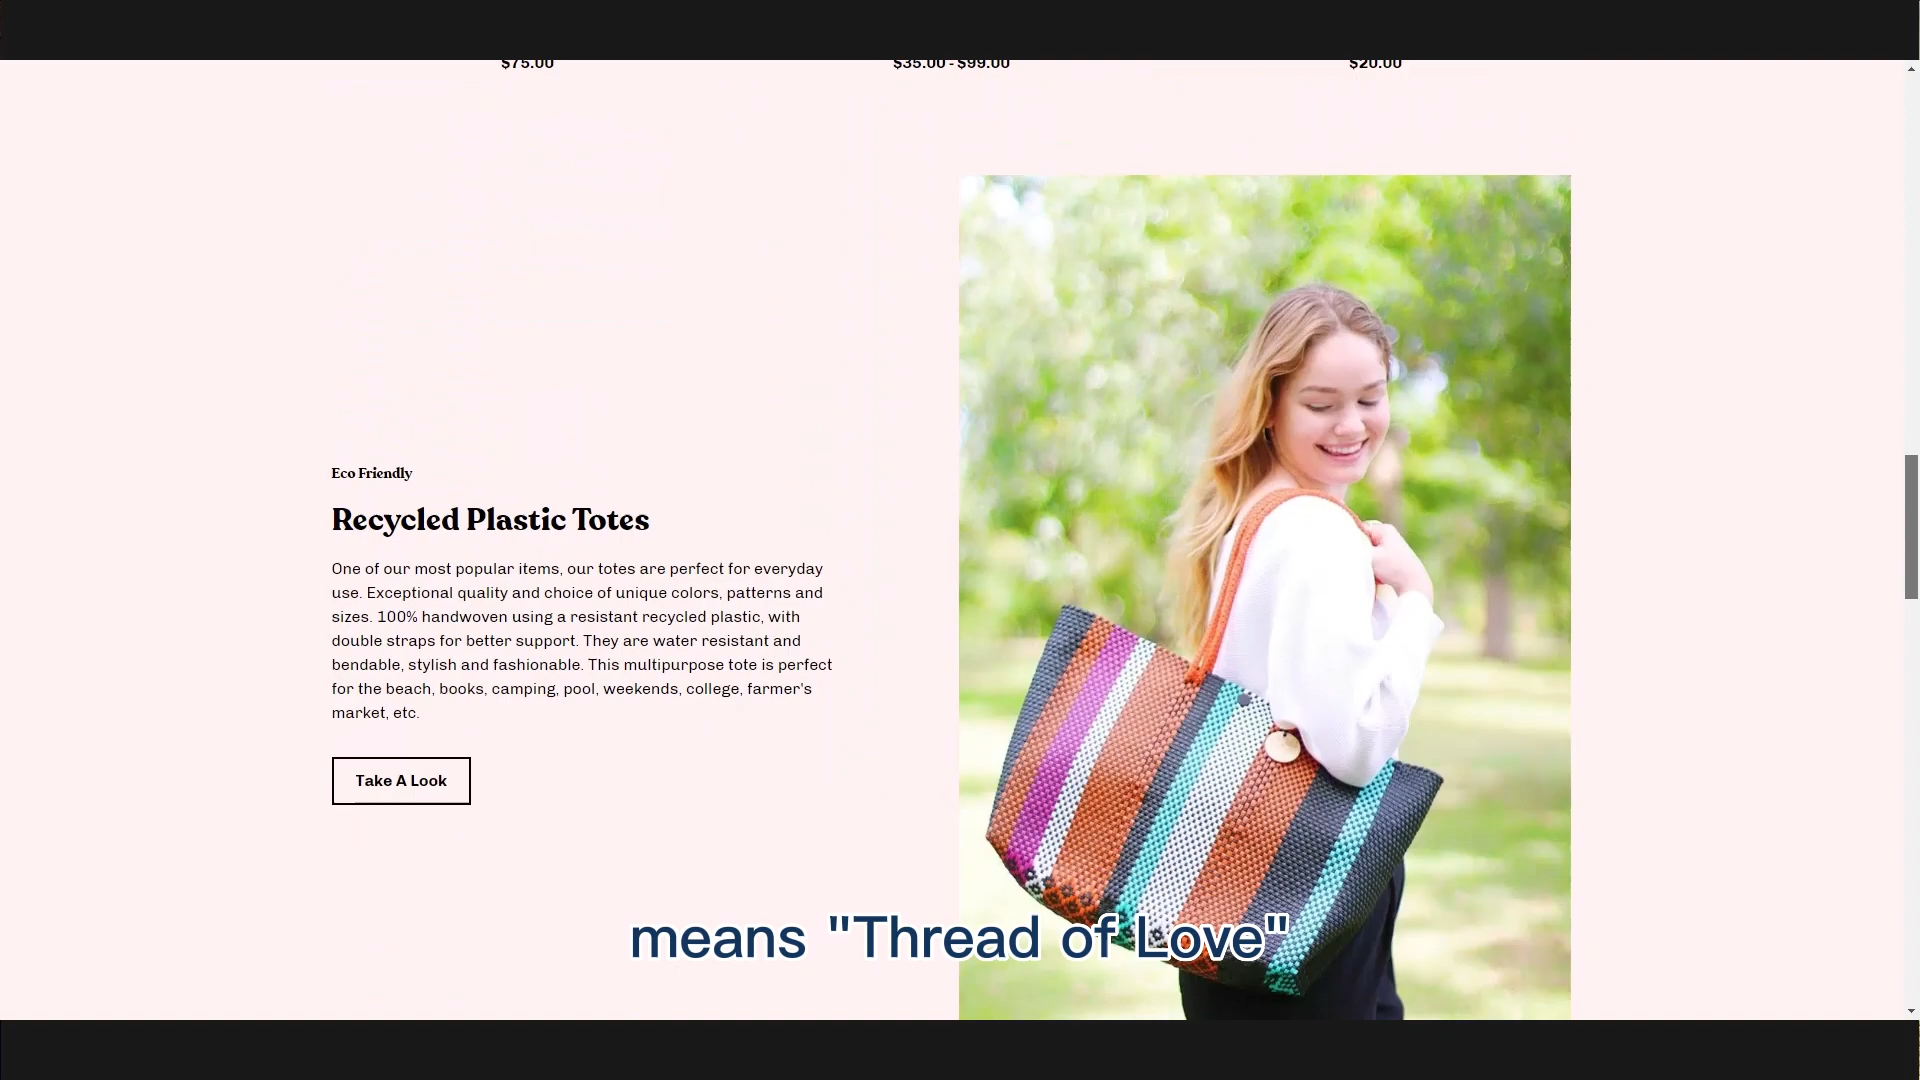 $75.00
$35.00 - $99.00
$20.00
Eco Friendly
Recycled Plastic Totes
One of our most popular items, our totes are perfect for everyday
use. Exceptional quality and choice of unique colors, patterns and
sizes. 100% handwoven using a resistant recycled plastic, with
double straps for better support. They are water resistant and
bendable, stylish and fashionable. This multipurpose tote is perfect
for the beach, books, camping, pool, weekends, college, farmer's
market, etc.
Take A Look
means "Thread of Love"